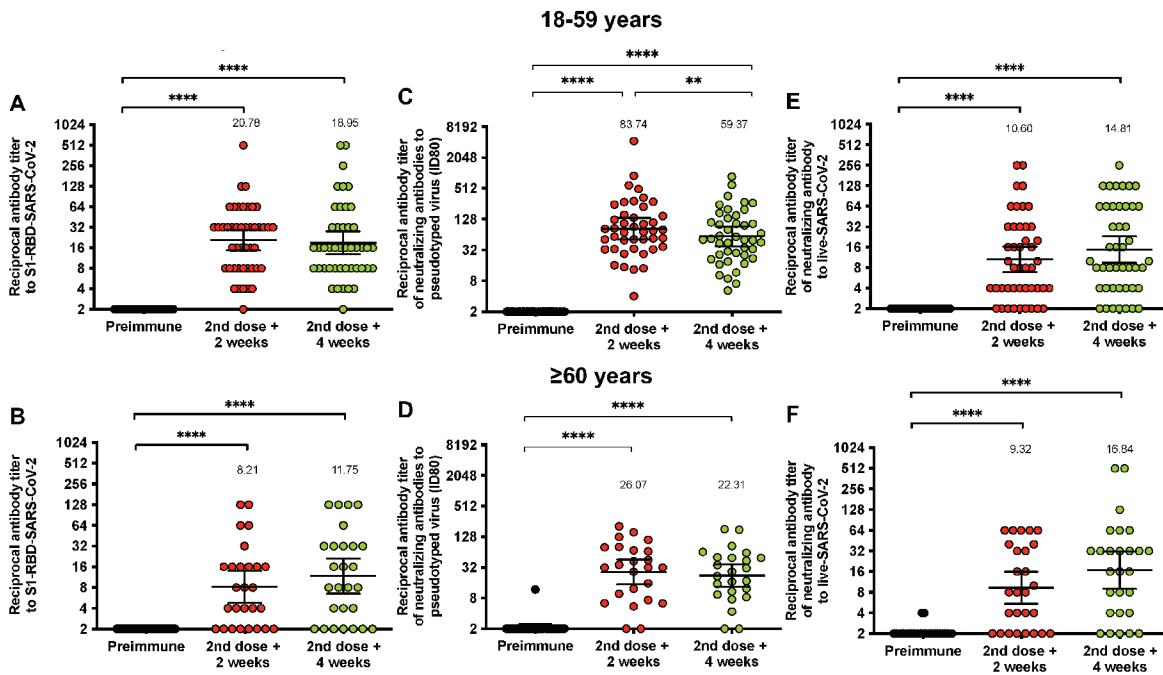 18-59 years
A
Reciprocal antibody titer
to S1-RBD-SARS-CoV-2
****
****
20.78
18.95
1024
512
256
128
64
32
16
8
4
2
Preimmune
2nd dose +
2 weeks
2nd dose +
4 weeks
C
Reciprocal antibody titer
of neutralizing antibodies to
pseudotyped virus (ID80)
****
****
**
83.74
59.37
8192
2048
512
128
32
8
2
Preimmune
2nd dose +
2 weeks
2nd dose +
4 weeks
E
Reciprocal antibody titer
of neutralizing antibody
to live-SARS-CoV-2
****
****
10.60
14.81
1024
512
256
128
64
32
16
8
4
2
Preimmune
2nd dose +
2 weeks
2nd dose +
4 weeks
≥60 years
B
Reciprocal antibody titer
to S1-RBD-SARS-CoV-2
****
****
8.21
11.75
1024
512
256
128
64
32
16
8
4
2
Preimmune
2nd dose +
2 weeks
2nd dose +
4 weeks
D
Reciprocal antibody titer
of neutralizing antibodies to
pseudotyped virus (ID80)
****
****
26.07
22.31
8192
2048
512
128
32
8
2
Preimmune
2nd dose +
2 weeks
2nd dose +
4 weeks
F
Reciprocal antibody titer
of neutralizing antibody
to live-SARS-CoV-2
****
****
9.32
16.84
1024
512
256
128
64
32
16
8
4
2
Preimmune
2nd dose +
2 weeks
2nd dose +
4 weeks